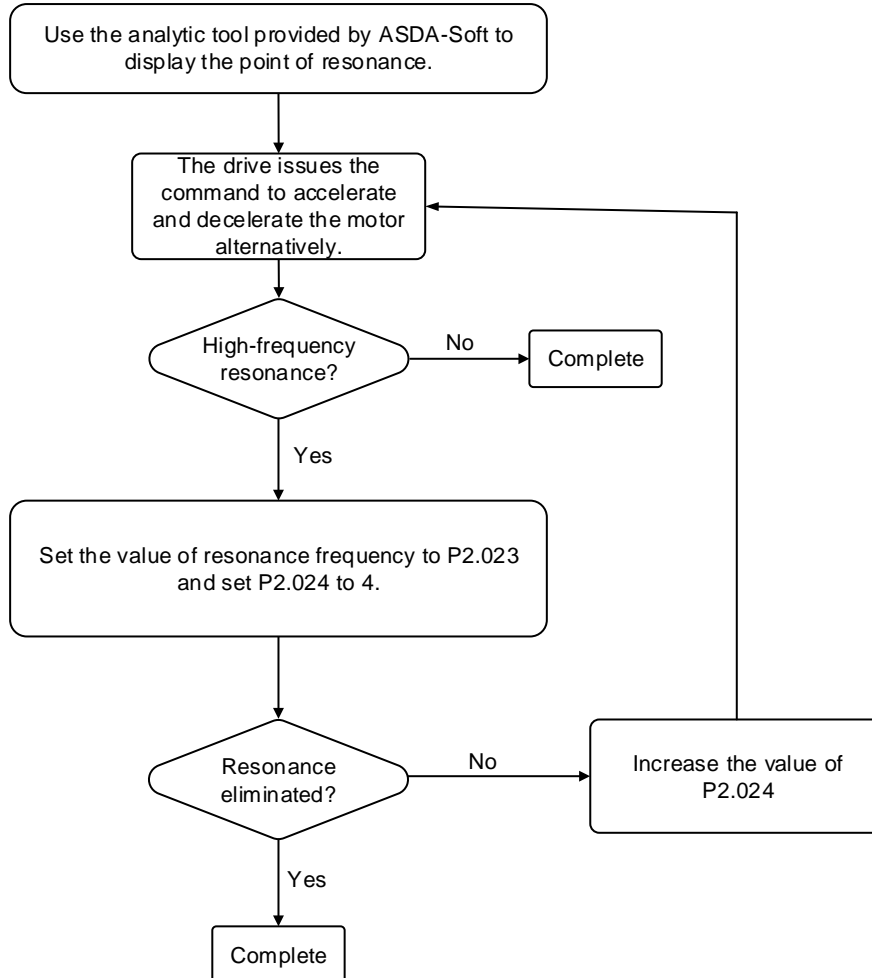 Use the analytic tool provided by ASDA-Soft to
display the point of resonance.
The drive issues the
command to accelerate
and decelerate the motor
alternatively.
High-frequency
resonance?
No
Complete
Yes
Set the value of resonance frequency to P2.023
and set P2.024 to 4.
Resonance
eliminated?
No
Increase the value of
P2.024
Yes
Complete